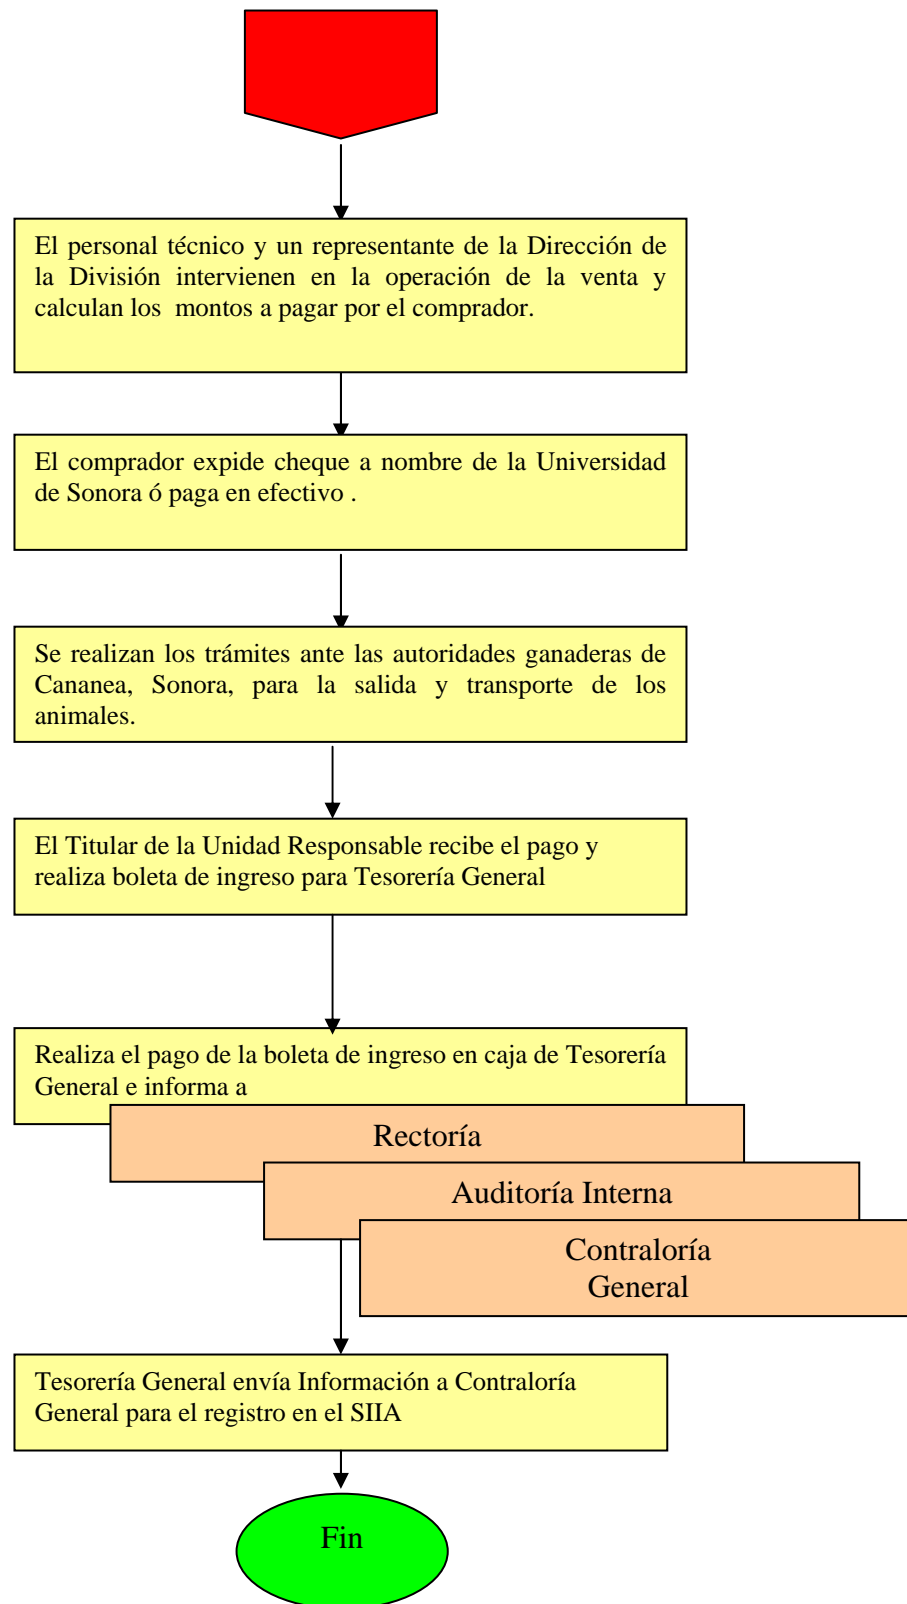 El personal técnico y un representante de la Dirección de
la División intervienen en la operación de la venta y
calculan los montos a pagar por el comprador.
El comprador expide cheque a nombre de la Universidad
de Sonora ó paga en efectivo .
Se realizan los trámites ante las autoridades ganaderas de
Cananea, Sonora, para la salida y transporte de los
animales.
El Titular de la Unidad Responsable recibe el pago y
realiza boleta de ingreso para Tesorería General
Realiza el pago de la boleta de ingreso en caja de Tesorería
General e informa a
Rectoría
Auditoría Interna
Contraloría
General
Tesorería General envía Información a Contraloría
General para el registro en el SIIA
Fin